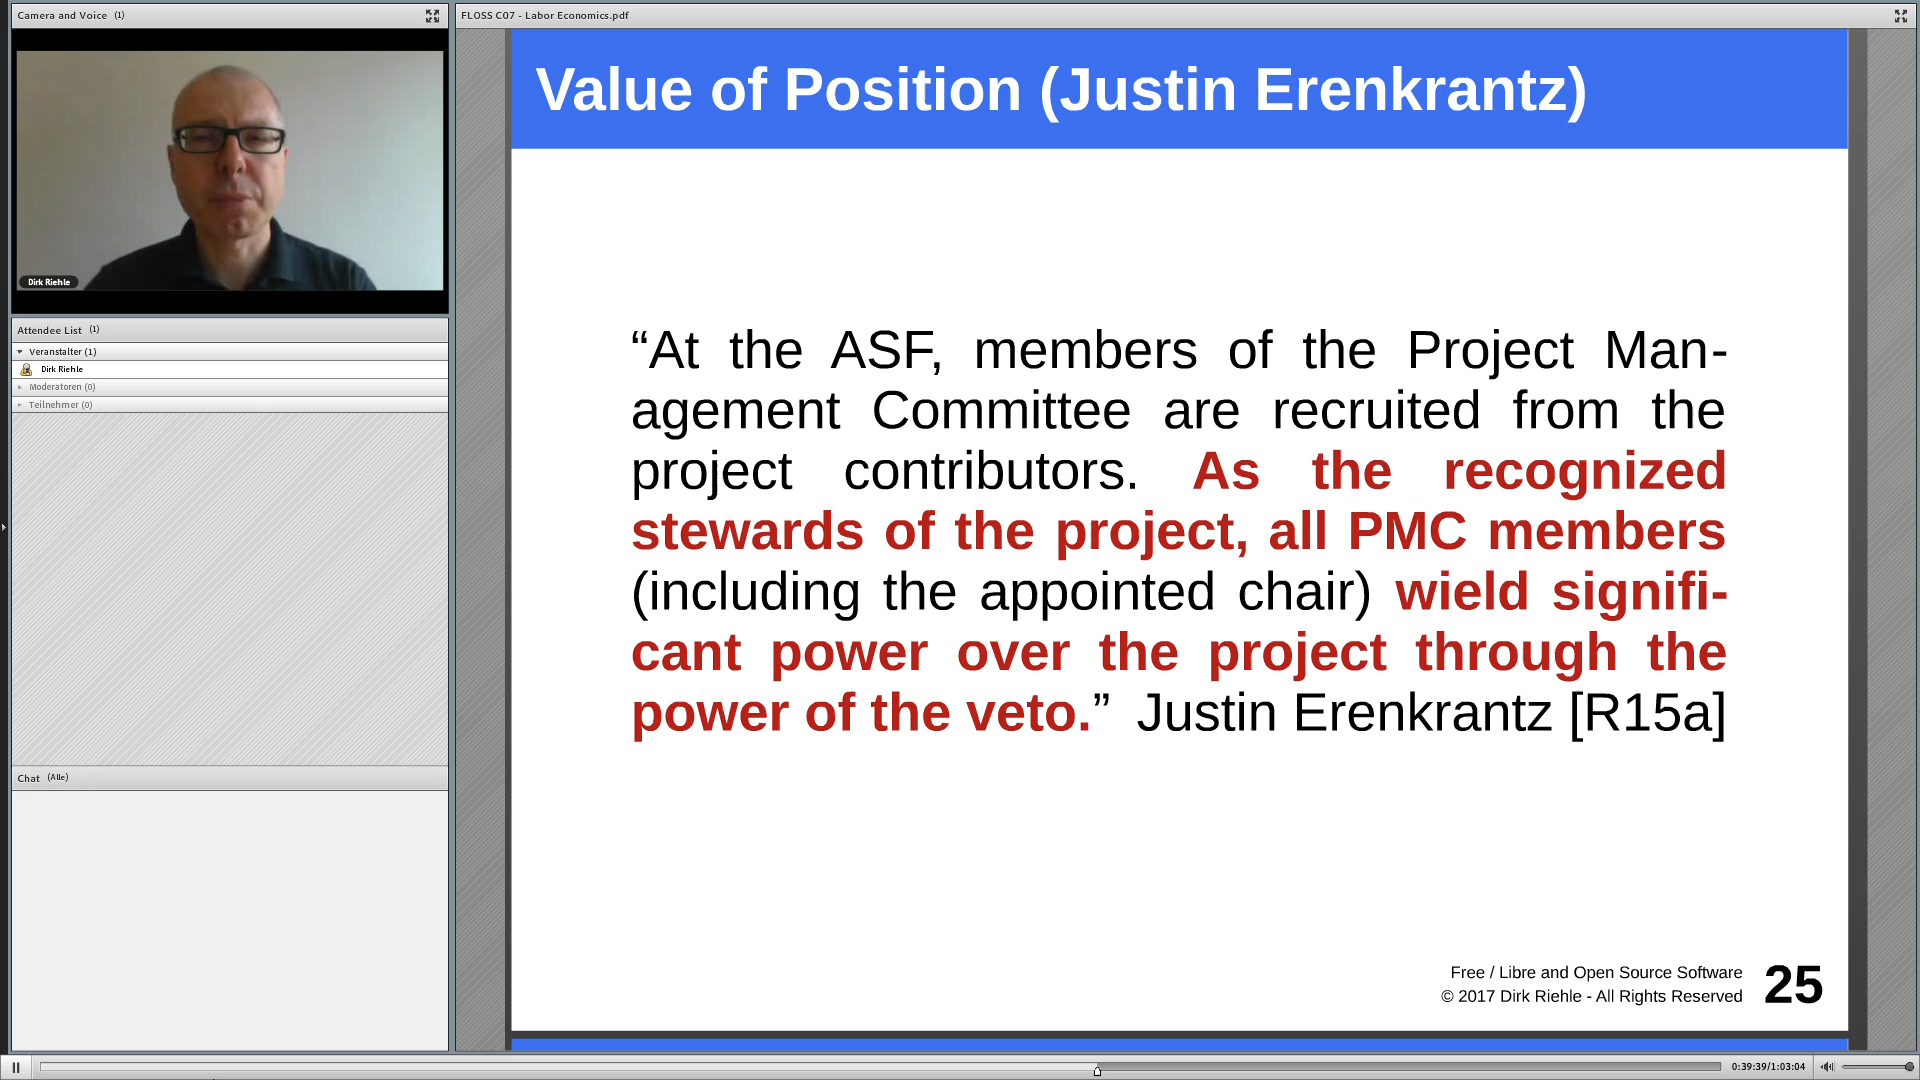 Camera and Voice (1)
Dirk Riehle
Attendee List (1)
Veranstalter (1)
Dirk Riehle
Moderatoren (0)
Teilnehmer (0)
Chat (Alle)
FLOSS C07 - Labor Economics.pdf
Value of Position (Justin Erenkrantz)
“At the ASF, members of the Project Man-
agement Committee are recruited from the
project contributors. As the recognized
stewards of the project, all PMC members
(including the appointed chair) wield signifi-
cant power over the project through the
power of the veto.” Justin Erenkrantz [R15a]
Free / Libre and Open Source Software
© 2017 Dirk Riehle - All Rights Reserved
25
0:39:39/1:03:04